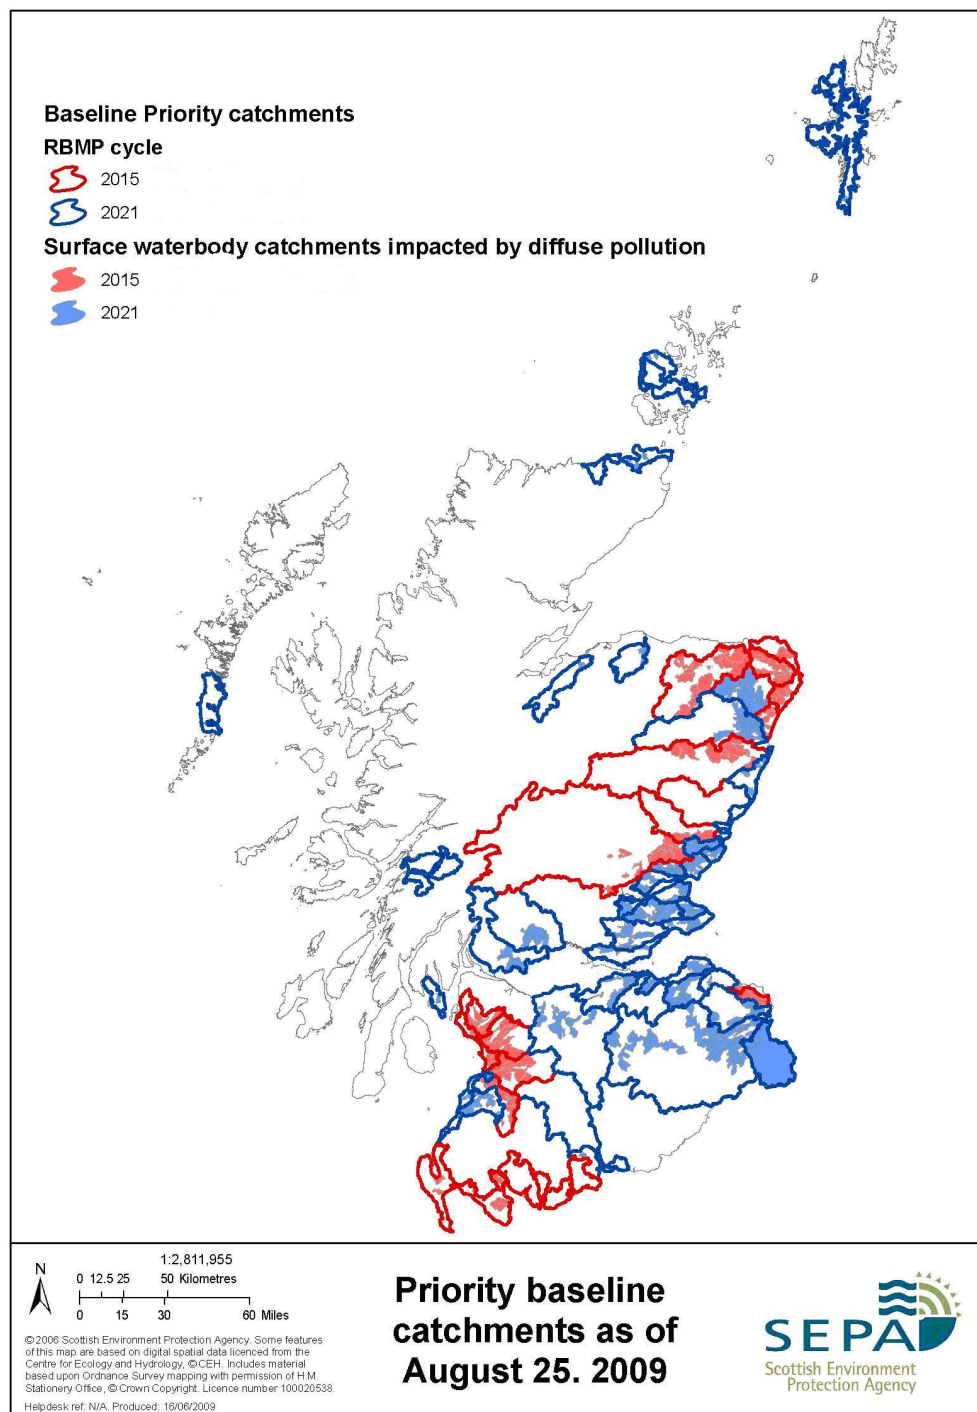 Baseline Priority catchments
RBMP cycle
2015
2021
Surface waterbody catchments impacted by diffuse pollution
2015
2021
N
1:2,811,955
0 12.5 25 50 Kilometres
0 15 30 60 Miles
© 2006 Scottish Environment Protection Agency. Some features
of this map are based on digital spatial data licenced from the
Centre for Ecology and Hydrology, © CEH. Includes material
based upon Ordnance Survey mapping with permission of H.M.
Stationery Office, © Crown Copyright. Licence number 100020538.
Helpdesk ref: N/A. Produced: 16/06/2009
Priority baseline
catchments as of
August 25. 2009
SEPA
Scottish Environment
Protection Agency